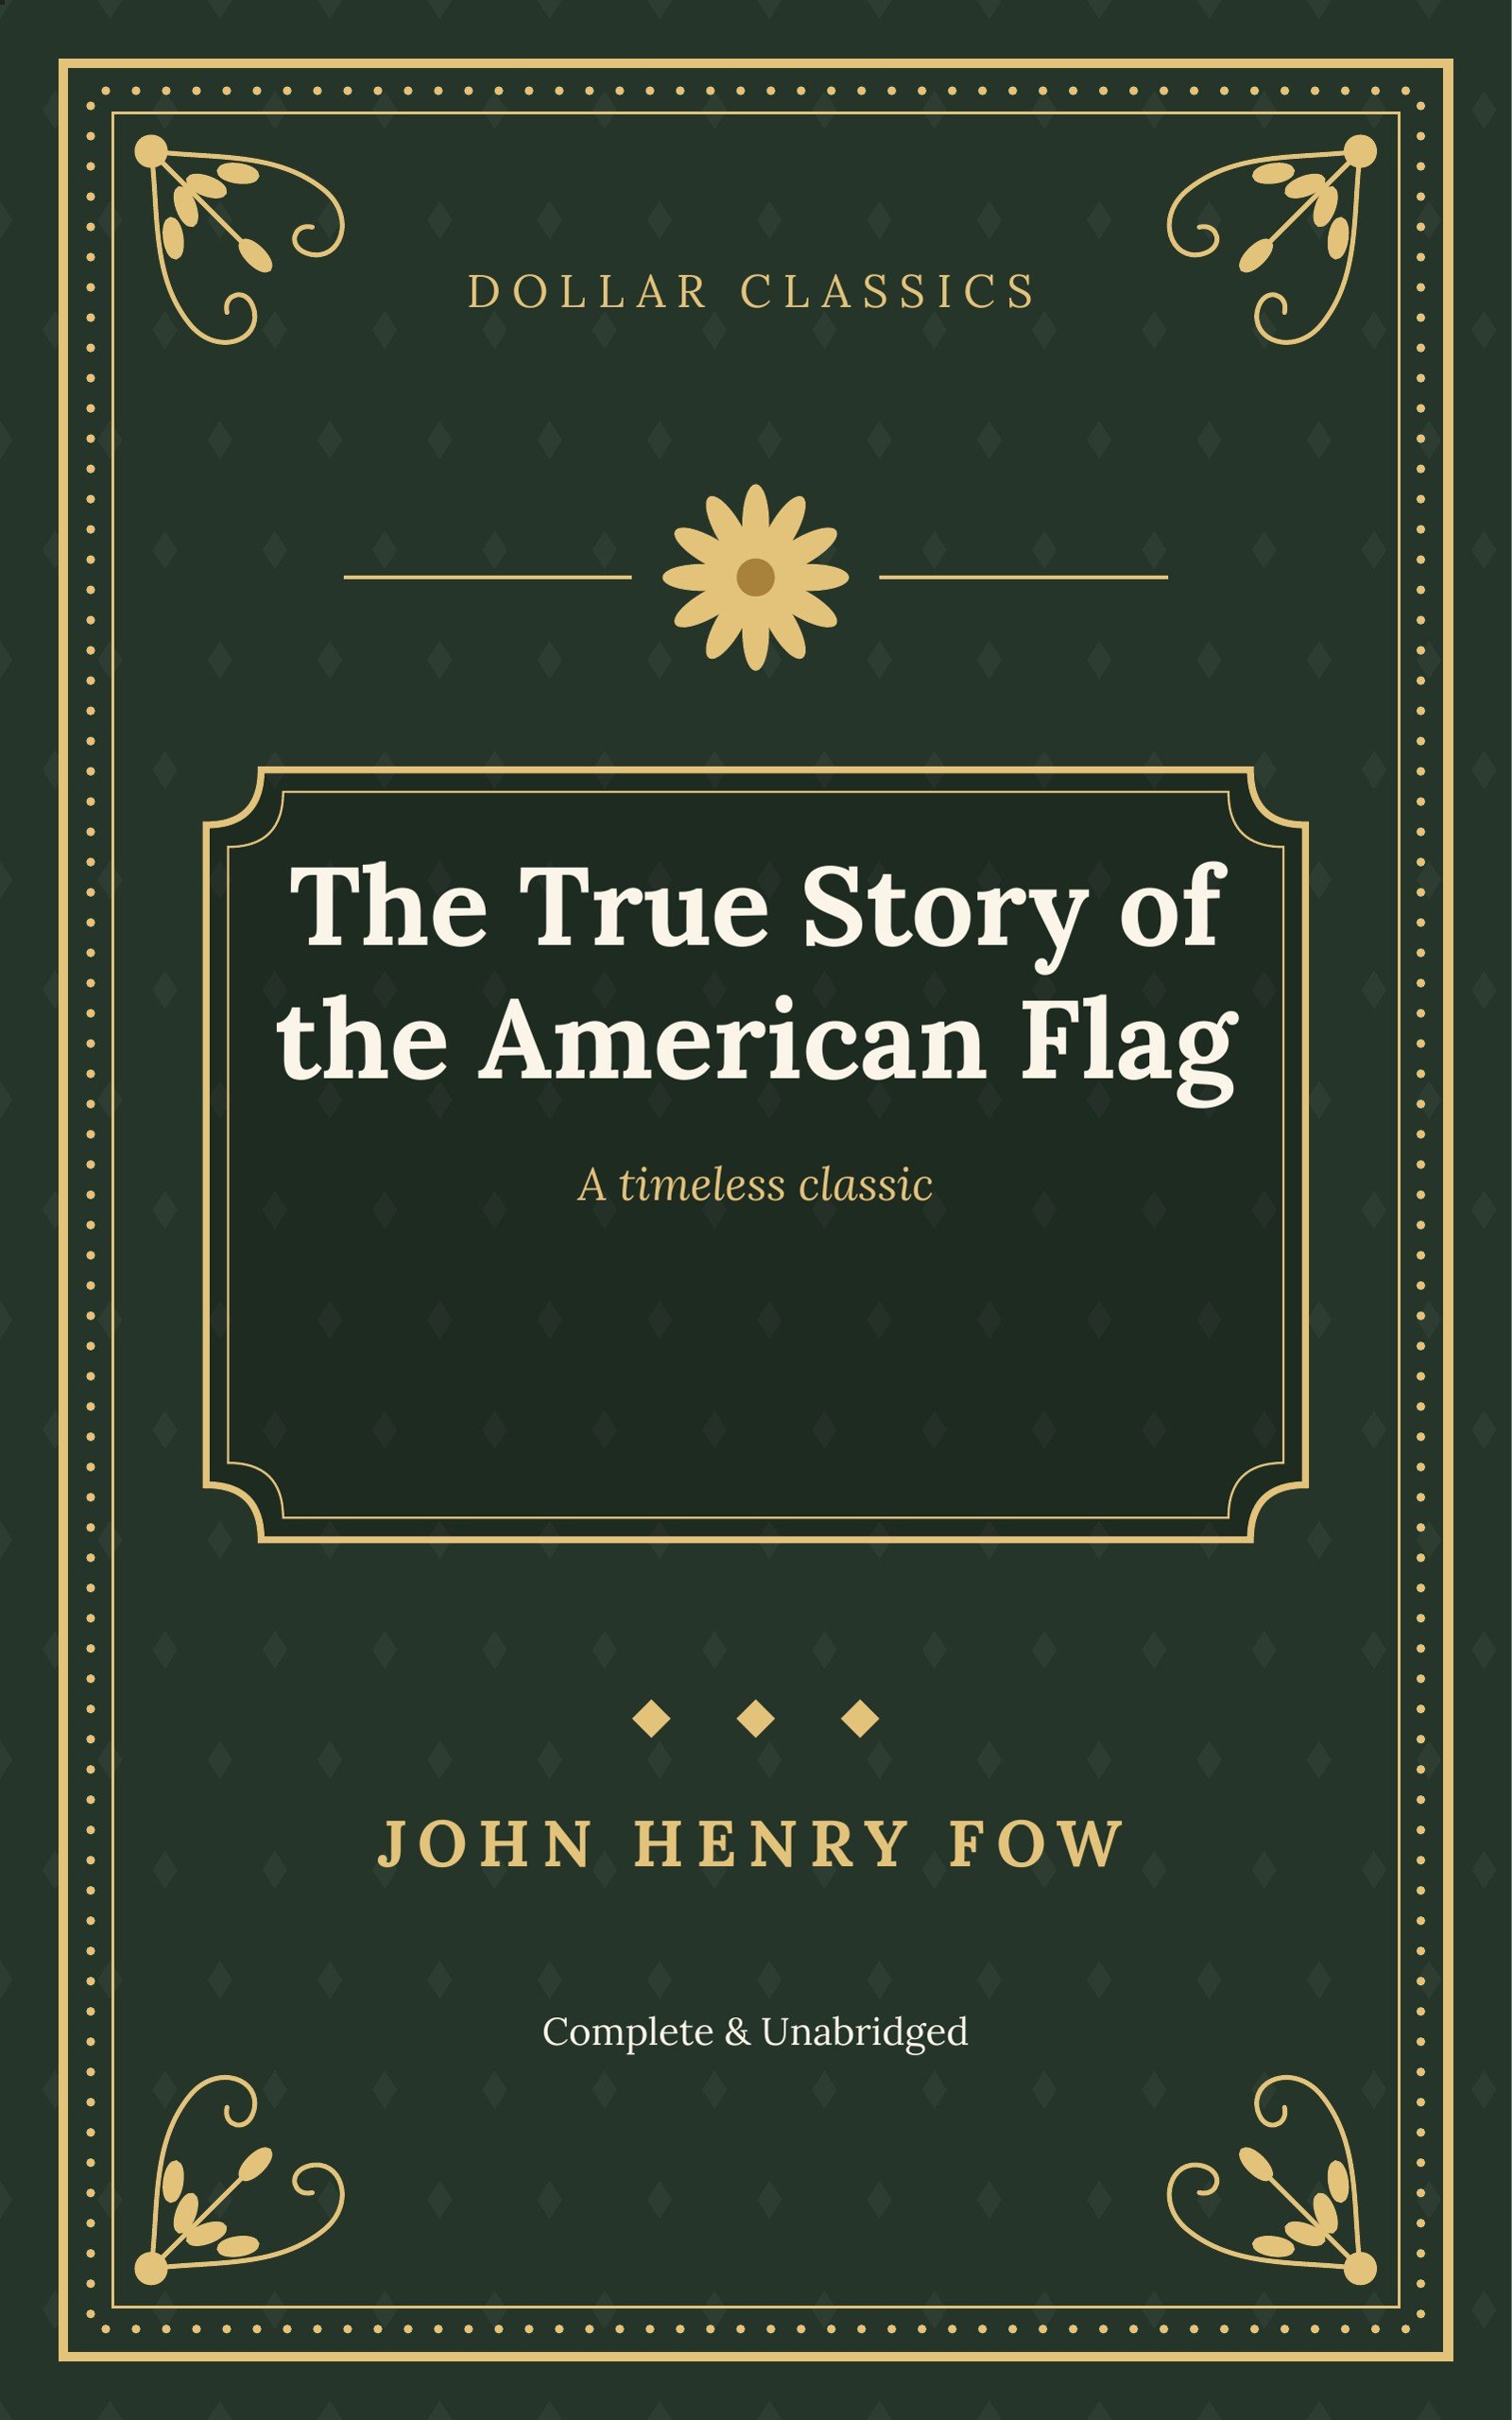 DOLLAR CLASSICS
The True Story of
the American Flag
A timeless classic
JOHN HENRY FOW
Complete & Unabridged